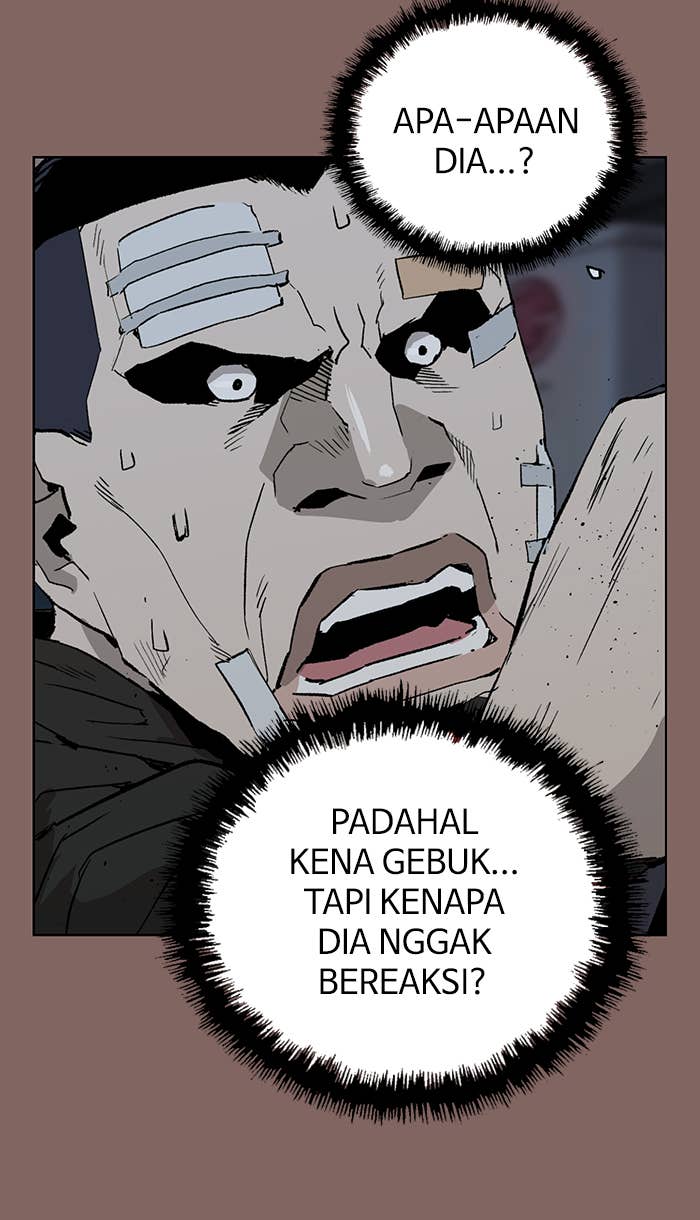 APA-APAAN
DIA...?
PADAHAL
KENA GEBUK...
TAPI KENAPA
DIA NGGAK
BEREAKSI?